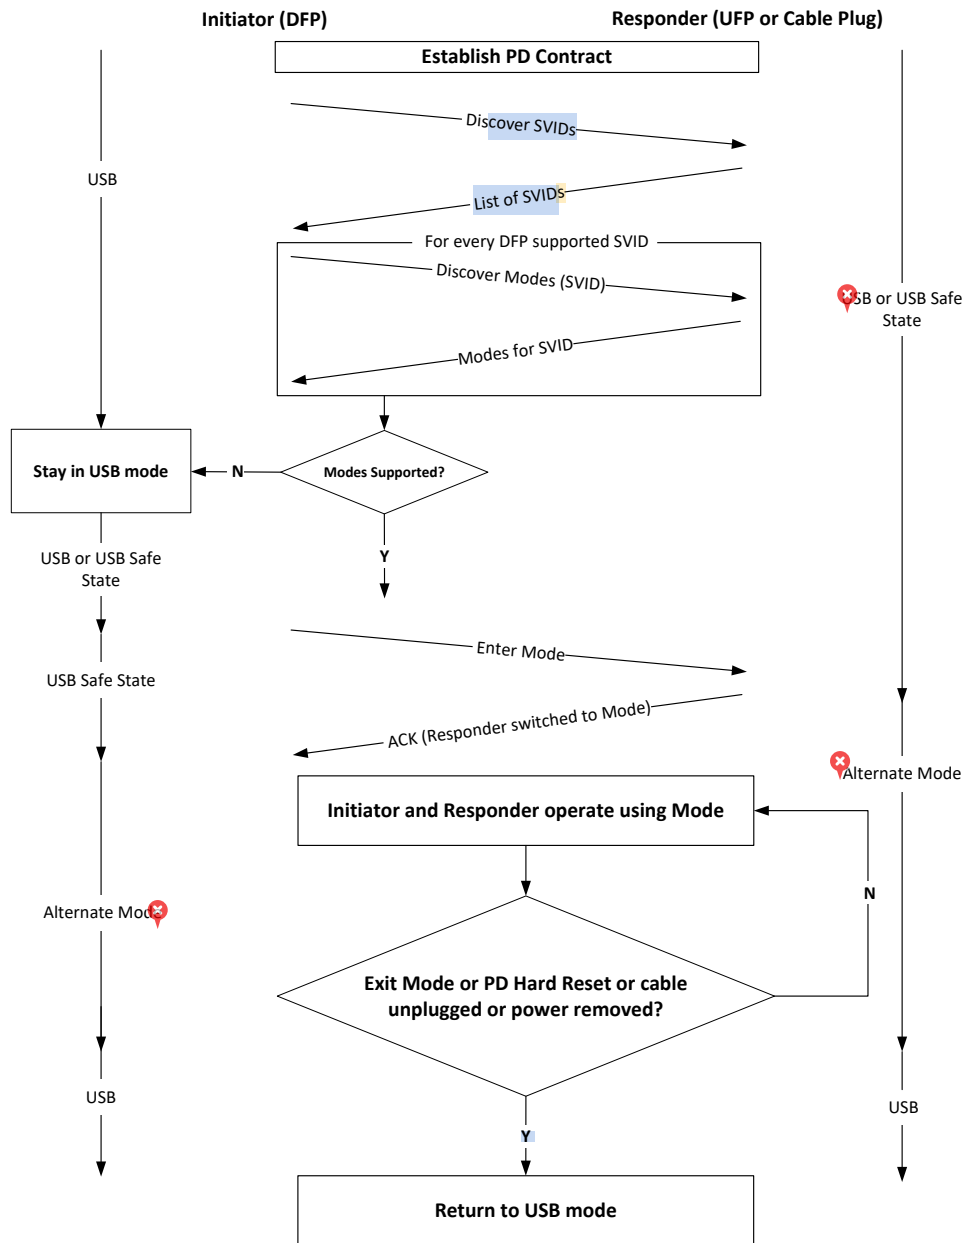 Initiator (DFP)
Responder (UFP or Cable Plug)
Establish PD Contract
Discover SVIDs
USB
List of SVIDs
For every DFP supported SVID
Discover Modes (SVID)
USB or USB Safe
State
Modes for SVID
Stay in USB mode
N
Modes Supported?
Y
USB or USB Safe
State
Enter Mode
USB Safe State
ACK (Responder switched to Mode)
Alternate Mode
Initiator and Responder operate using Mode
N
Alternate Mode
Exit Mode or PD Hard Reset or cable
unplugged or power removed?
USB
USB
Y
Return to USB mode